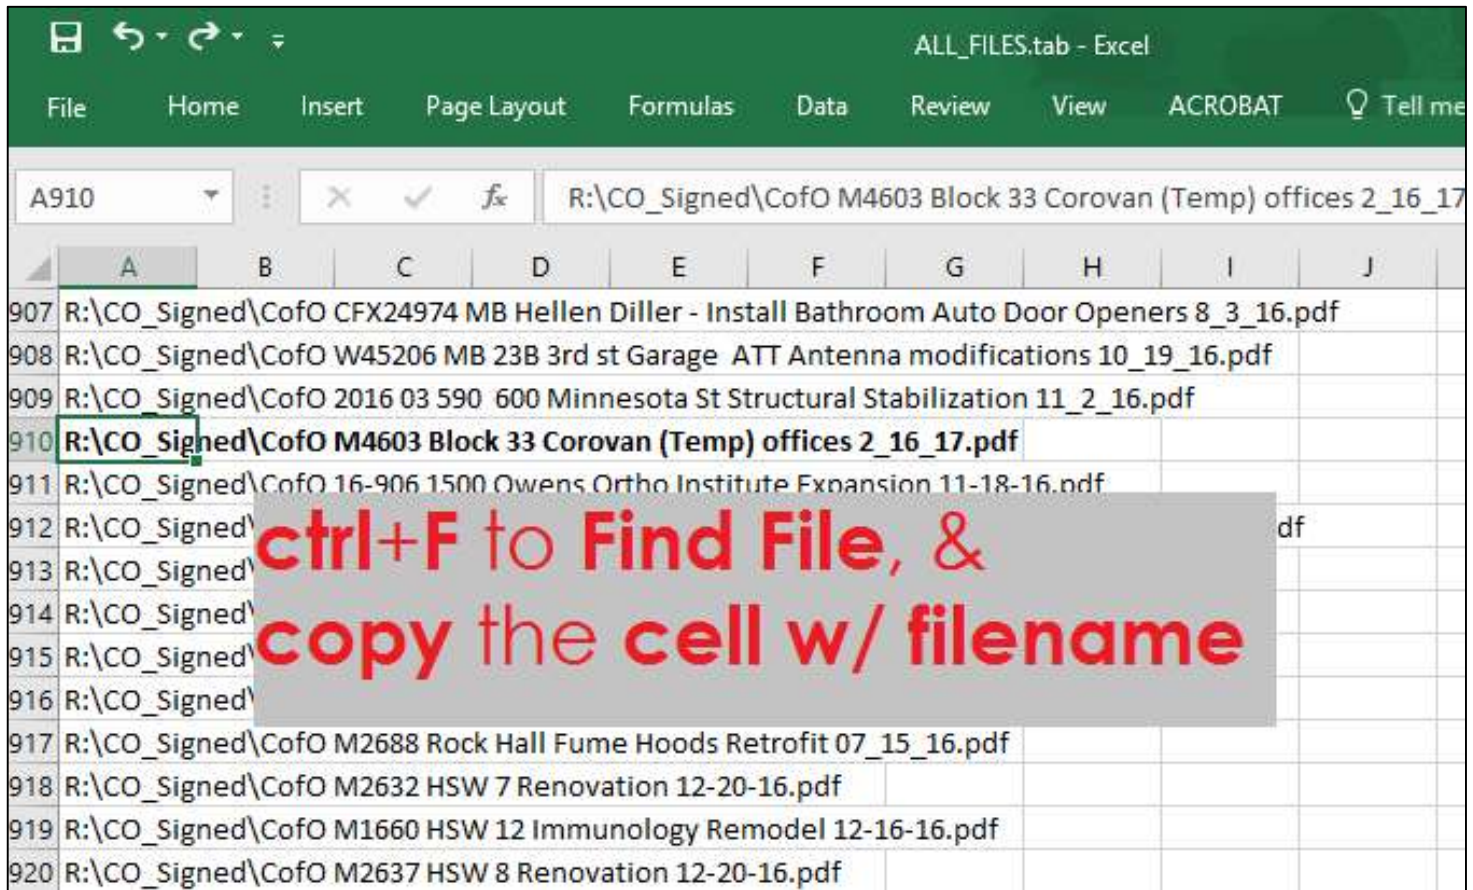 ALL_FILES.tab - Excel
File Home Insert Page Layout Formulas Data Review View ACROBAT Tell me
A910 fx R:\CO_Signed\CofO M4603 Block 33 Corovan (Temp) offices 2_16_17
A B C D E F G H I J
907 R:\CO_Signed\CofO CFX24974 MB Hellen Diller - Install Bathroom Auto Door Openers 8_3_16.pdf
908 R:\CO_Signed\CofO W45206 MB 23B 3rd st Garage  ATT Antenna modifications 10_19_16.pdf
909 R:\CO_Signed\CofO 2016 03 590  600 Minnesota St Structural Stabilization 11_2_16.pdf
910 R:\CO_Signed\CofO M4603 Block 33 Corovan (Temp) offices 2_16_17.pdf
911 R:\CO_Signed\CofO 16-906 1500 Owens Ortho Institute Expansion 11-18-16.pdf
912 R:\CO_Signed\ df
913 R:\CO_Signed\
914 R:\CO_Signed\
915 R:\CO_Signed\
916 R:\CO_Signed\
ctrl+F to Find File, &
copy the cell w/ filename
917 R:\CO_Signed\CofO M2688 Rock Hall Fume Hoods Retrofit 07_15_16.pdf
918 R:\CO_Signed\CofO M2632 HSW 7 Renovation 12-20-16.pdf
919 R:\CO_Signed\CofO M1660 HSW 12 Immunology Remodel 12-16-16.pdf
920 R:\CO_Signed\CofO M2637 HSW 8 Renovation 12-20-16.pdf